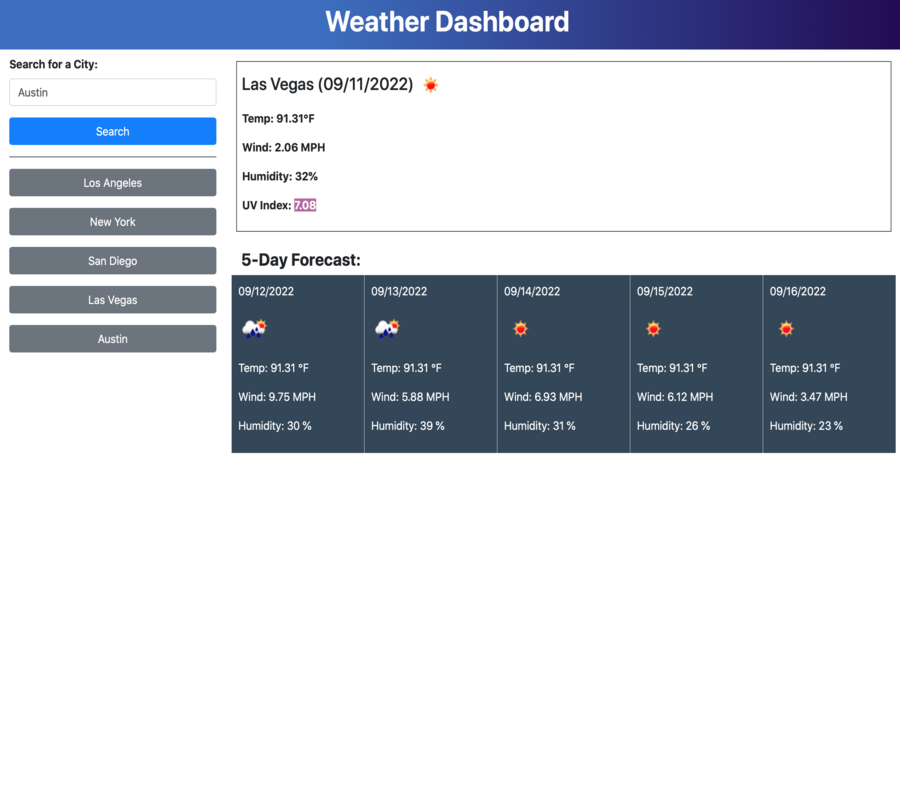 Weather Dashboard
Search for a City:
Austin
Search
Los Angeles
New York
San Diego
Las Vegas
Austin
Las Vegas (09/11/2022)
Temp: 91.31°F
Wind: 2.06 MPH
Humidity: 32%
UV Index: 7.08
5-Day Forecast:
09/12/2022
Temp: 91.31 °F
Wind: 9.75 MPH
Humidity: 30 %
09/13/2022
Temp: 91.31 °F
Wind: 5.88 MPH
Humidity: 39 %
09/14/2022
Temp: 91.31 °F
Wind: 6.93 MPH
Humidity: 31 %
09/15/2022
Temp: 91.31 °F
Wind: 6.12 MPH
Humidity: 26 %
09/16/2022
Temp: 91.31 °F
Wind: 3.47 MPH
Humidity: 23 %